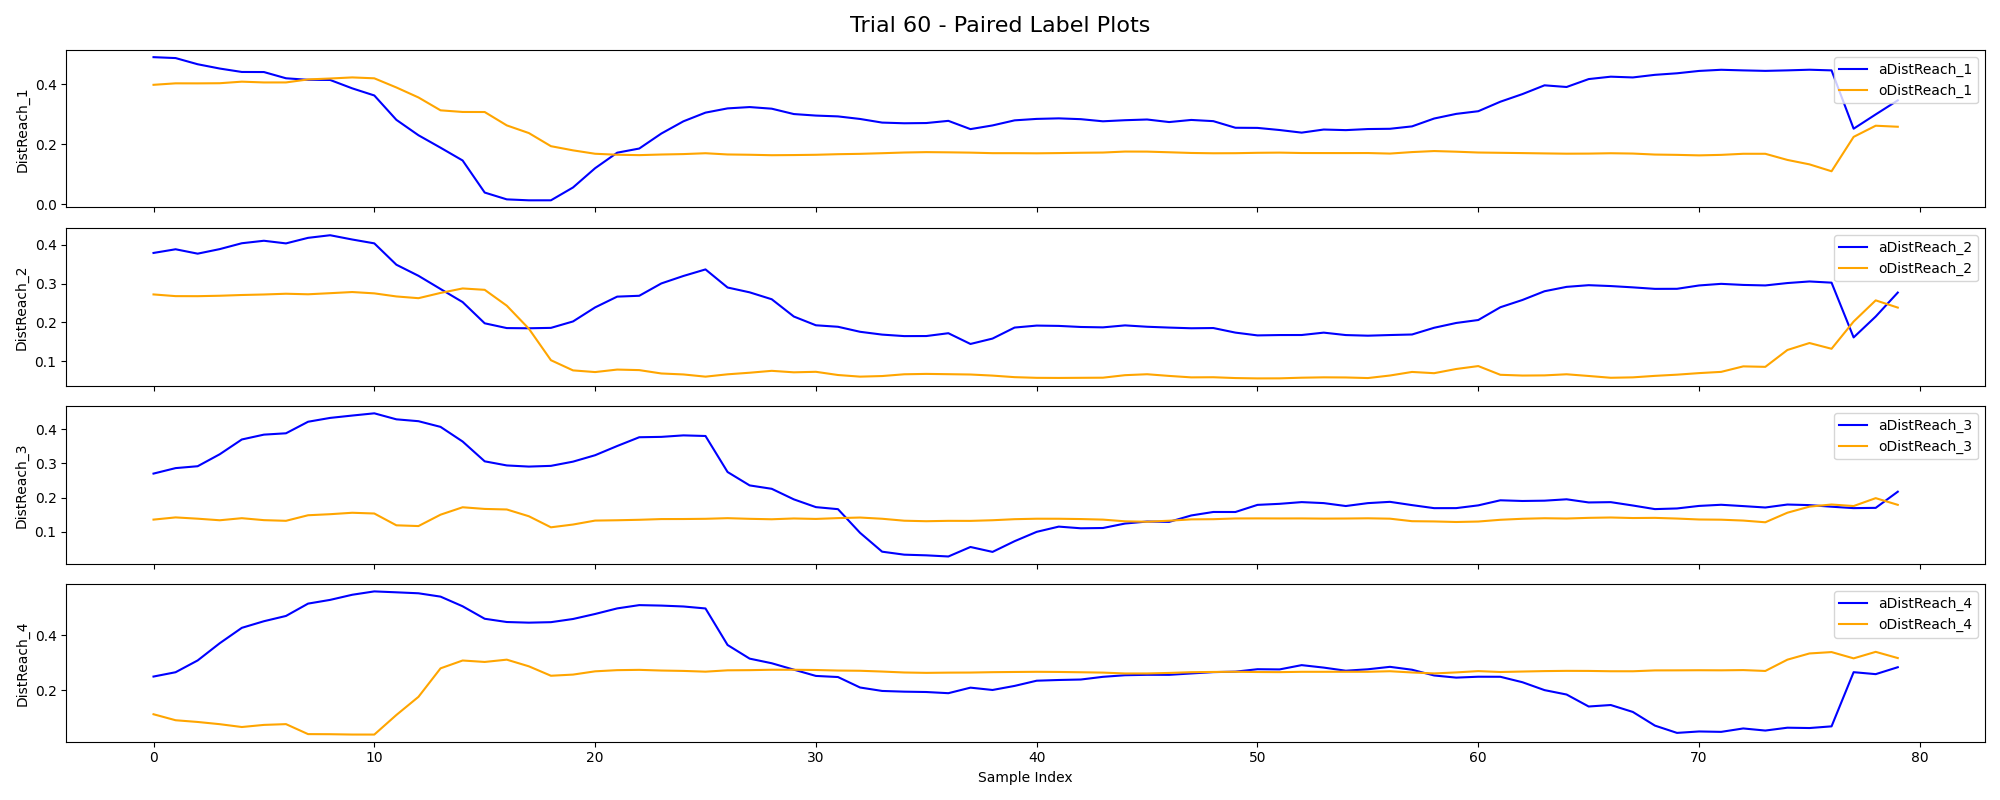 Trial 60 - Paired Label Plots
DistReach_1
0.4
0.2
0.0
aDistReach_1
oDistReach_1
DistReach_2
0.4
0.3
0.2
0.1
aDistReach_2
oDistReach_2
DistReach_3
0.4
0.3
0.2
0.1
aDistReach_3
oDistReach_3
DistReach_4
0.4
0.2
aDistReach_4
oDistReach_4
0 10 20 30 40 50 60 70 80
Sample Index